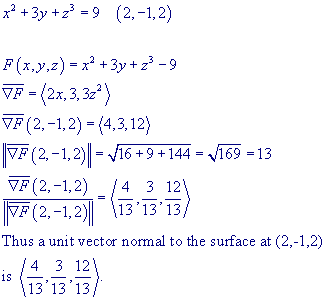 x² + 3y + z³ = 9 (2, −1, 2)
F(x, y, z) = x² + 3y + z³ − 9
∇F = ⟨2x, 3, 3z²⟩
∇F(2, −1, 2) = ⟨4, 3, 12⟩
‖∇F(2, −1, 2)‖ = √(16 + 9 + 144) = √169 = 13
∇F(2, −1, 2) / ‖∇F(2, −1, 2)‖ = ⟨4/13, 3/13, 12/13⟩
Thus a unit vector normal to the surface at (2,-1,2)
is ⟨4/13, 3/13, 12/13⟩.